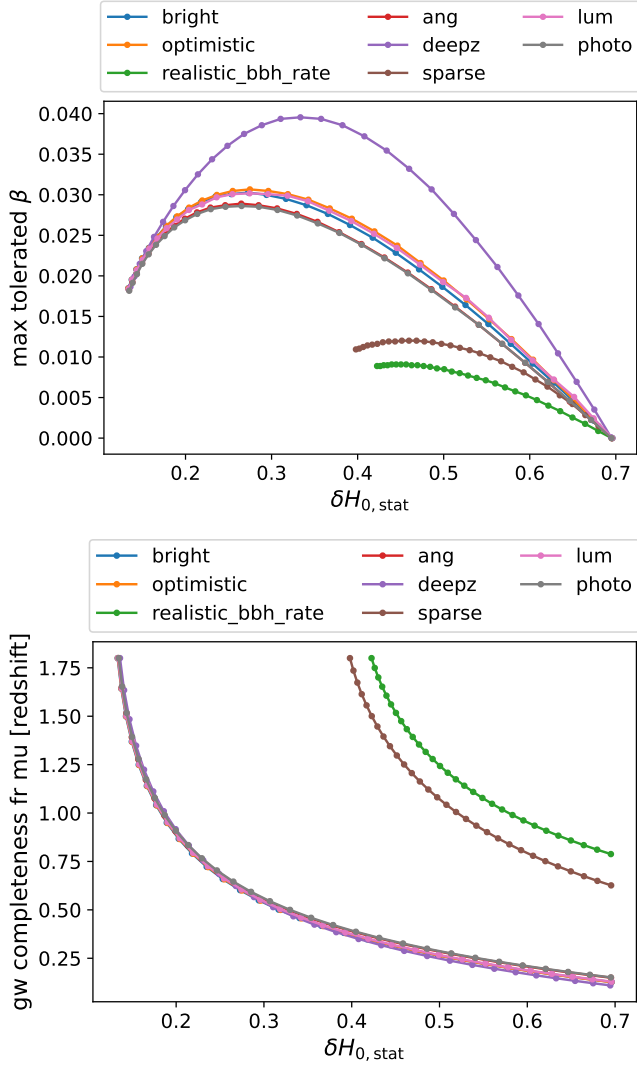 bright ang lum
optimistic deepz photo
realistic_bbh_rate sparse
0.040
0.035
0.030
0.025
0.020
0.015
0.010
0.005
0.000
max tolerated β
0.2 0.3 0.4 0.5 0.6 0.7
δH0, stat
bright ang lum
optimistic deepz photo
realistic_bbh_rate sparse
1.75
1.50
1.25
1.00
0.75
0.50
0.25
gw completeness fr mu [redshift]
0.2 0.3 0.4 0.5 0.6 0.7
δH0, stat